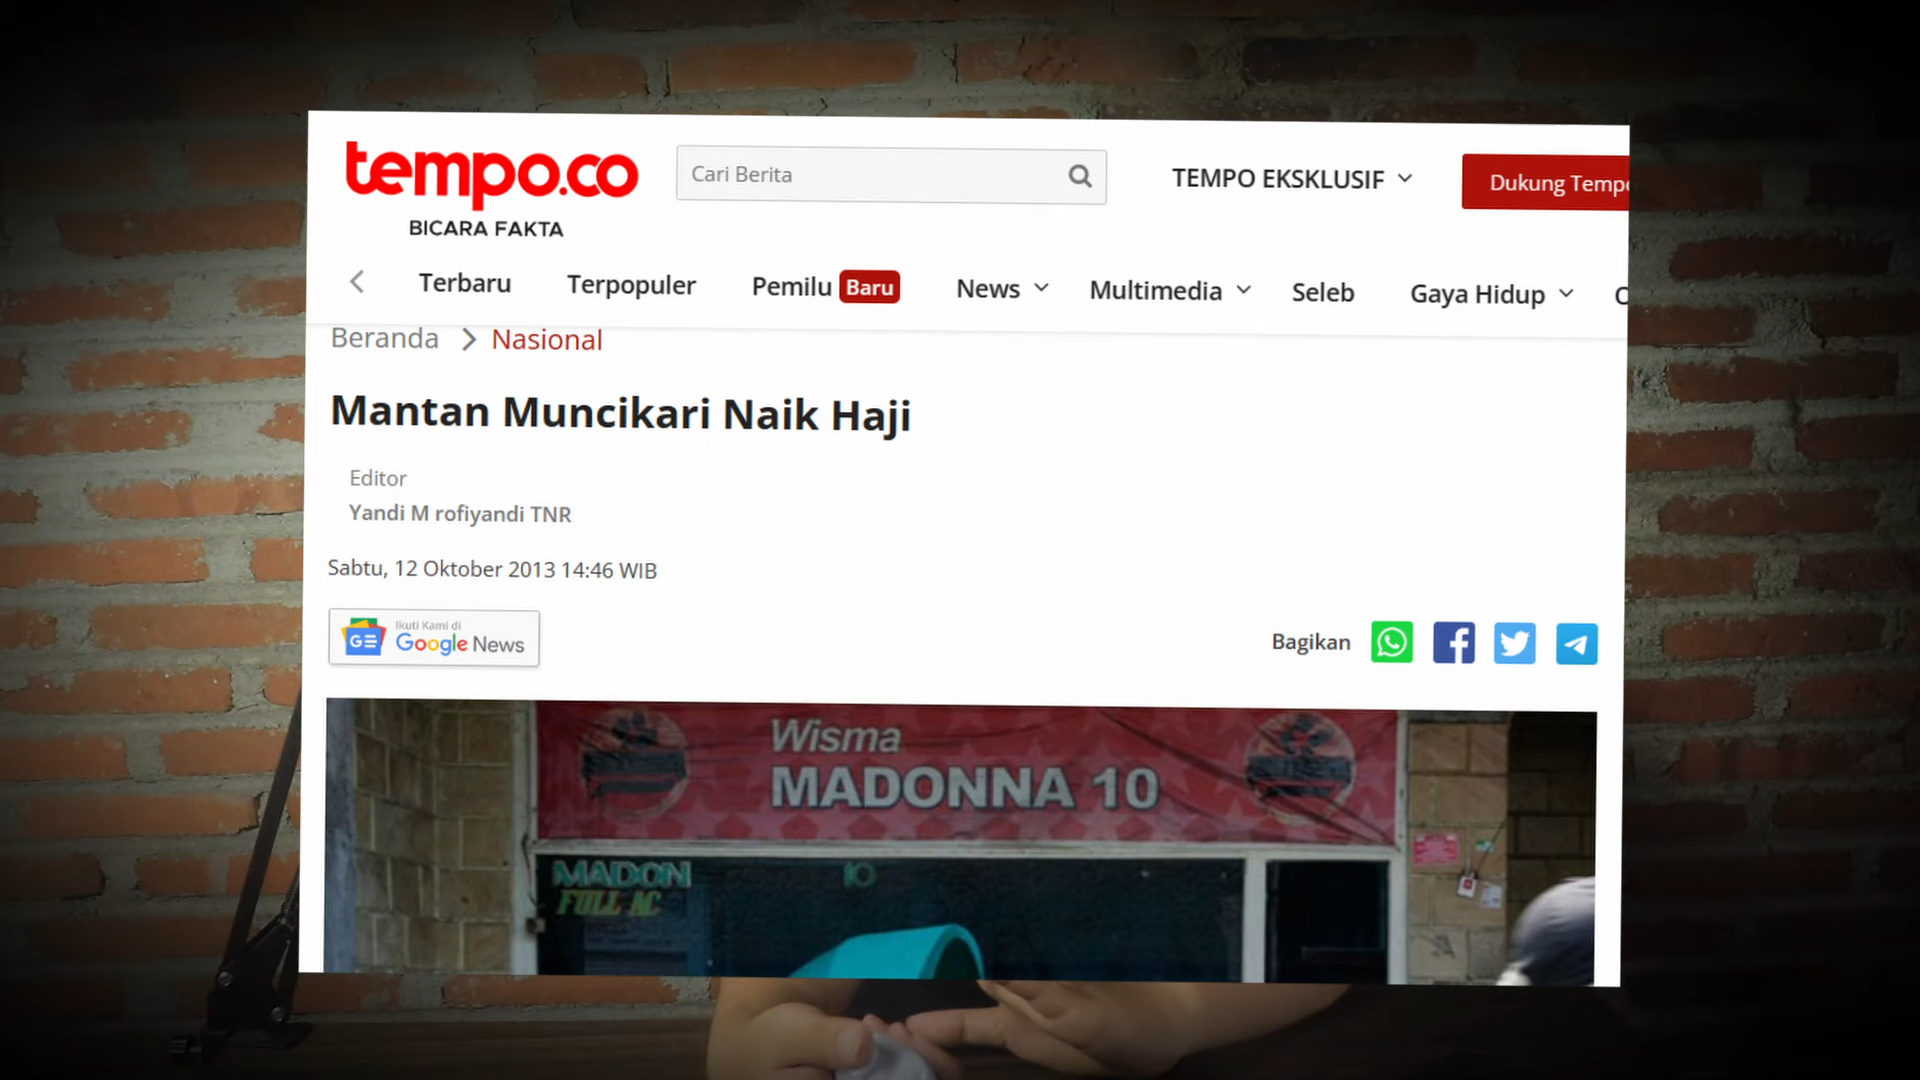 tempo.co
BICARA FAKTA
Cari Berita
TEMPO EKSKLUSIF
Dukung Tempo
Terbaru
Terpopuler
Pemilu Baru
News
Multimedia
Seleb
Gaya Hidup
Beranda > Nasional
Mantan Muncikari Naik Haji
Editor
Yandi M rofiyandi TNR
Sabtu, 12 Oktober 2013 14:46 WIB
Ikuti Kami di
GE Google News
Bagikan
Wisma
MADONNA 10
MADON 10
FULL AC